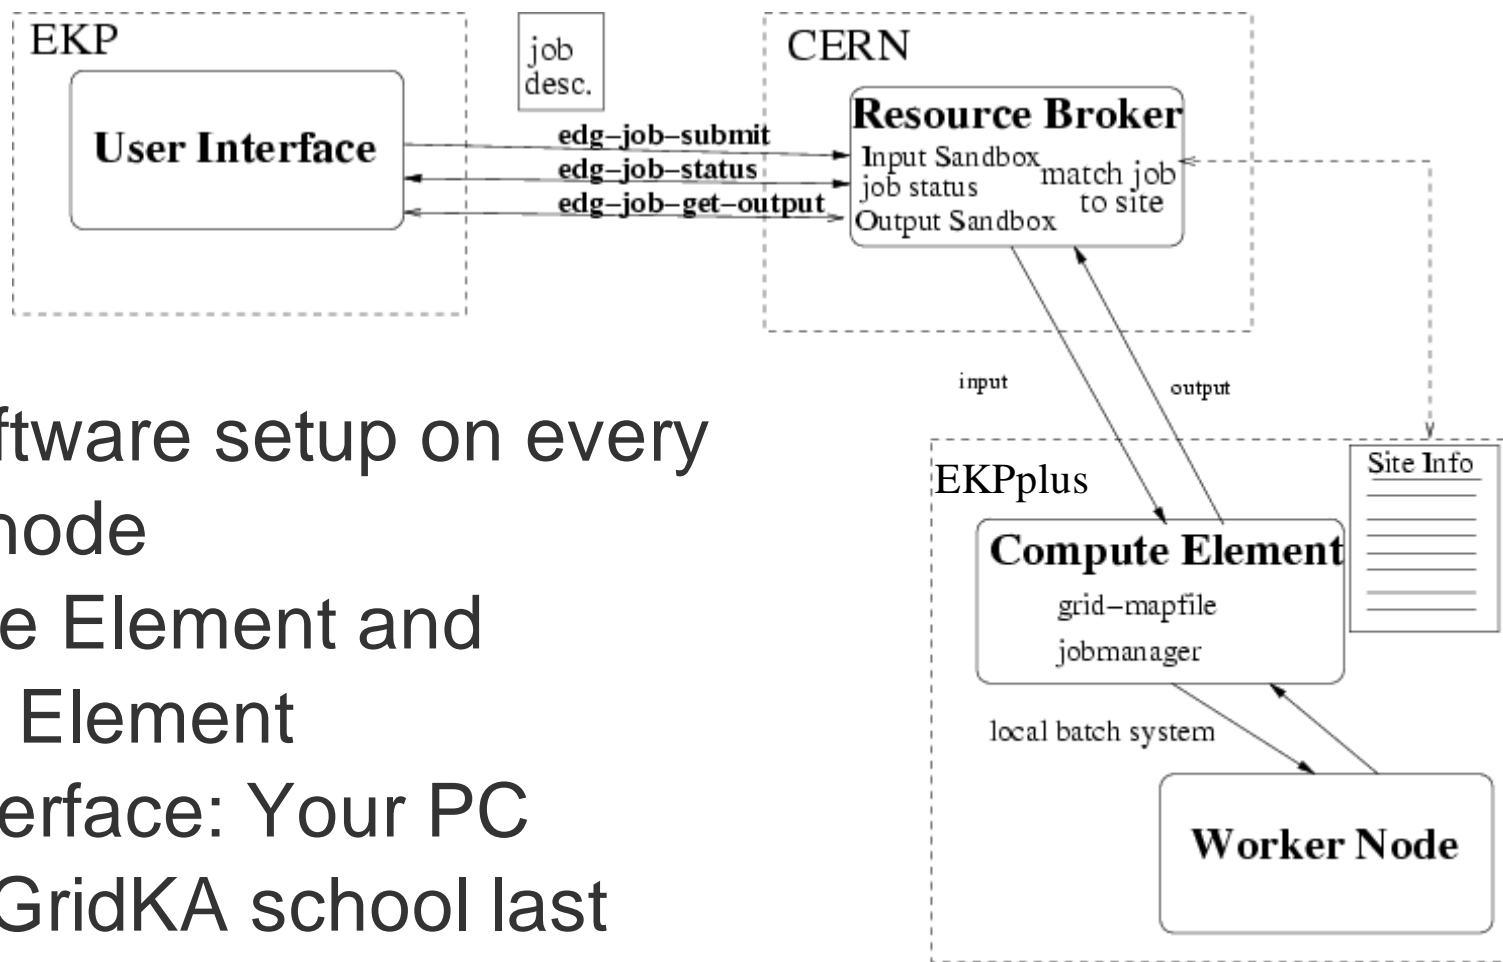 EKP
User Interface
job
desc.
edg-job-submit
edg-job-status
edg-job-get-output
CERN
Resource Broker
Input Sandbox
job status
Output Sandbox
match job
to site
input
output
EKPplus
Site Info
Compute Element
grid-mapfile
jobmanager
local batch system
Worker Node
ftware setup on every
node
e Element and
Element
erface: Your PC
GridKA school last